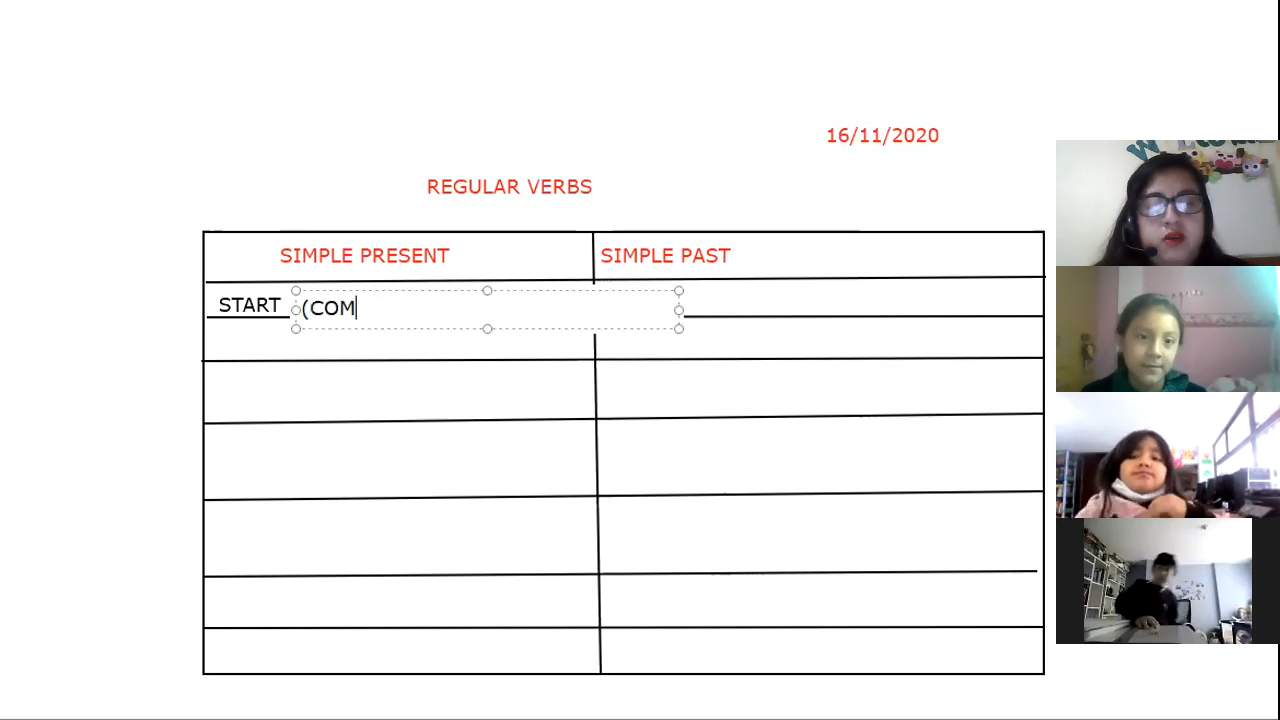 16/11/2020
REGULAR VERBS
SIMPLE PRESENT SIMPLE PAST
START (COM